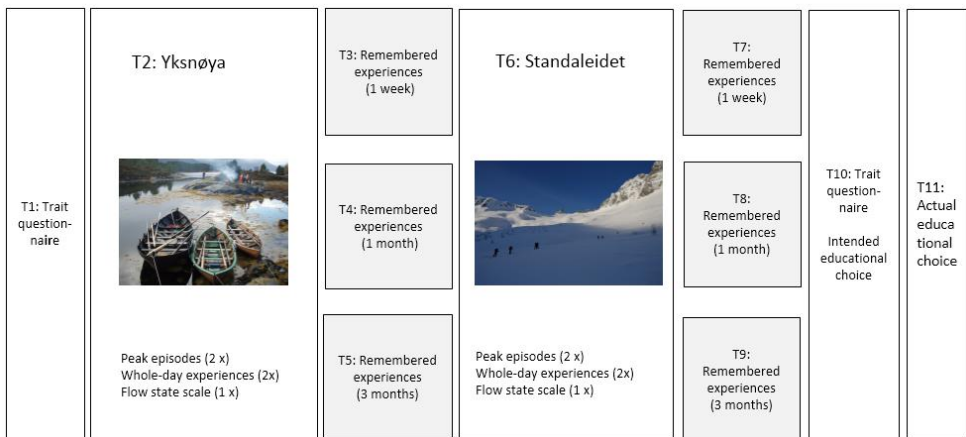 T1: Trait
question-
naire
T2: Yksnøya
Peak episodes (2 x)
Whole-day experiences (2x)
Flow state scale (1 x)
T3: Remembered
experiences
(1 week)
T4: Remembered
experiences
(1 month)
T5: Remembered
experiences
(3 months)
T6: Standaleidet
Peak episodes (2 x)
Whole-day experiences (2x)
Flow state scale (1 x)
T7:
Remembered
experiences
(1 week)
T8:
Remembered
experiences
(1 month)
T9:
Remembered
experiences
(3 months)
T10: Trait
question-
naire
Intended
educational
choice
T11:
Actual
educa
tional
choice